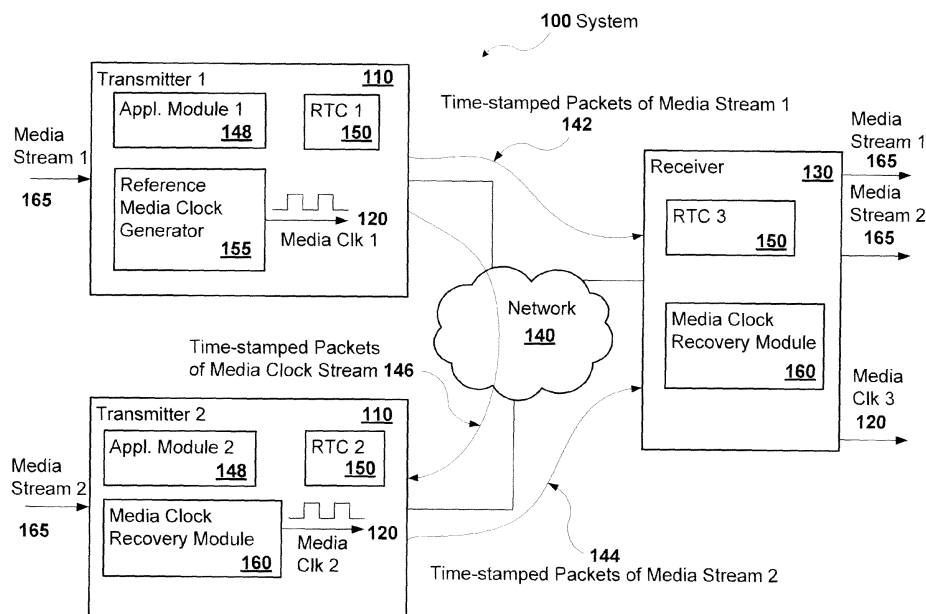 100 System
Transmitter 1
110
Appl. Module 1
148
RTC 1
150
Media
Stream 1
165
Reference
Media Clock
Generator
155
120
Media Clk 1
Time-stamped Packets of Media Stream 1
142
Receiver
130
RTC 3
150
Media Clock
Recovery Module
160
Media
Stream 1
165
Media
Stream 2
165
Media
Clk 3
120
Network
140
Time-stamped Packets
of Media Clock Stream 146
Transmitter 2
110
Appl. Module 2
148
RTC 2
150
Media
Stream 2
165
Media Clock
Recovery Module
160
120
Media
Clk 2
144
Time-stamped Packets of Media Stream 2